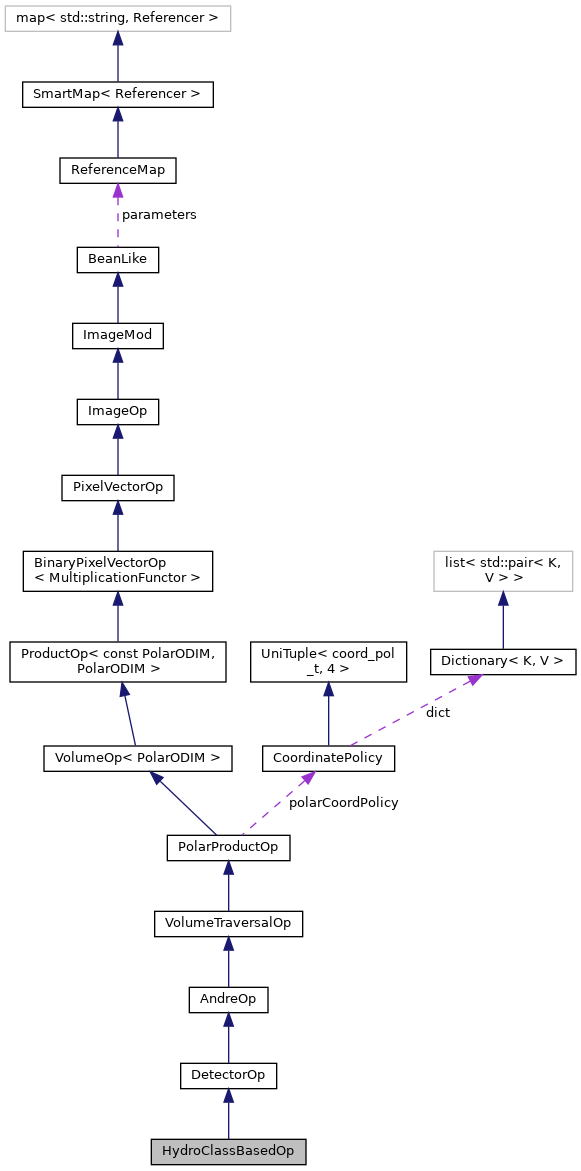 map< std::string, Referencer >
SmartMap< Referencer >
ReferenceMap
parameters
BeanLike
ImageMod
ImageOp
PixelVectorOp
BinaryPixelVectorOp
< MultiplicationFunctor >
list< std::pair< K,
V > >
ProductOp< const PolarODIM,
PolarODIM >
UniTuple< coord_pol
_t, 4 >
Dictionary< K, V >
dict
VolumeOp< PolarODIM >
CoordinatePolicy
polarCoordPolicy
PolarProductOp
VolumeTraversalOp
AndreOp
DetectorOp
HydroClassBasedOp